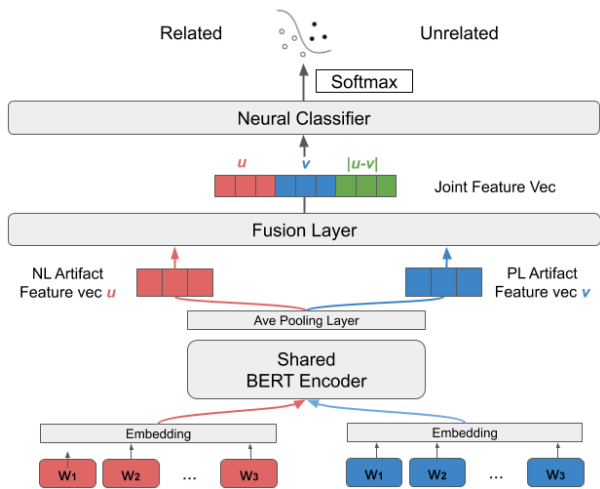 Related Unrelated
Softmax
Neural Classifier
u v |u-v|
Joint Feature Vec
Fusion Layer
NL Artifact
Feature vec u
PL Artifact
Feature vec v
Ave Pooling Layer
Shared
BERT Encoder
Embedding Embedding
W1 W2 ... W3 W1 W2 ... W3